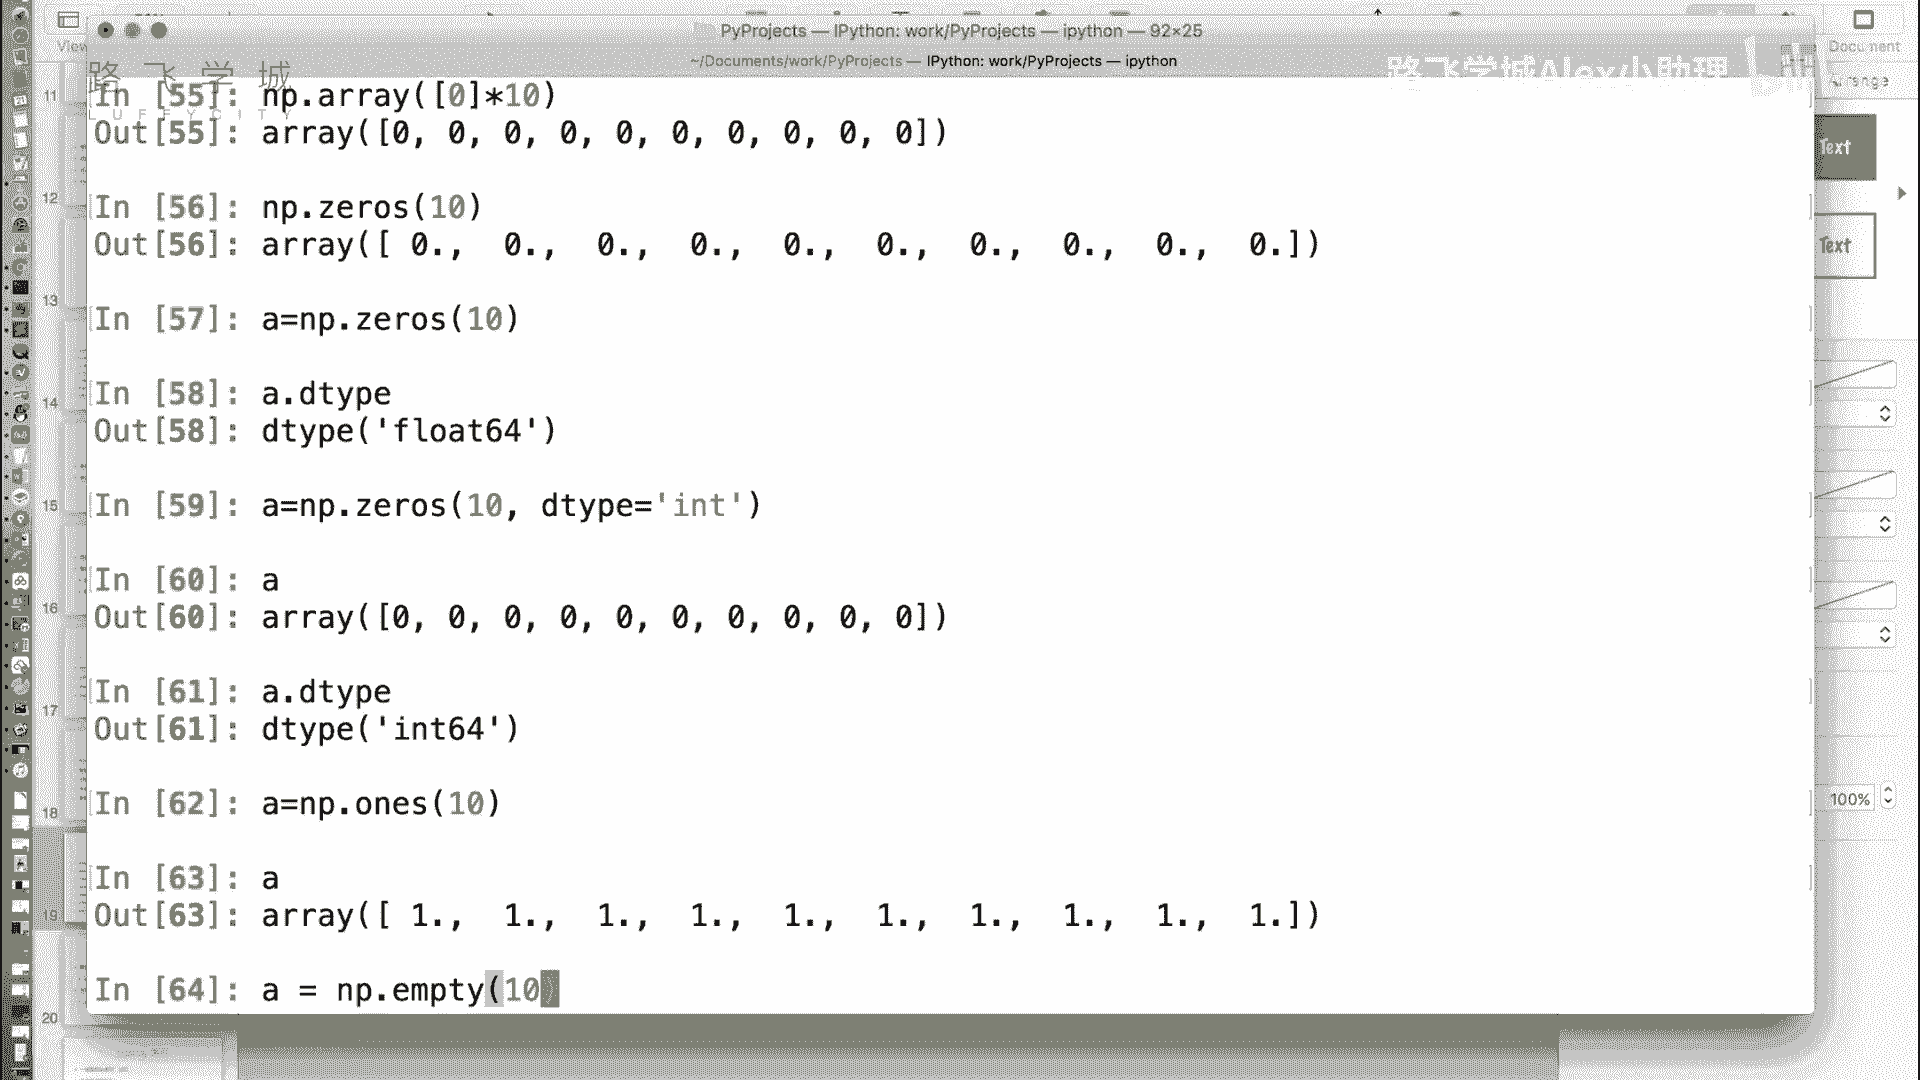 PyProjects — IPython: work/PyProjects — ipython — 92×25
~/Documents/work/PyProjects — IPython: work/PyProjects — ipython
View
Document
路飞学城
LUFFYCITY
路飞学城Alex小助理
In [55]: np.array([0]*10)
Out[55]: array([0, 0, 0, 0, 0, 0, 0, 0, 0, 0])
In [56]: np.zeros(10)
Out[56]: array([ 0.,  0.,  0.,  0.,  0.,  0.,  0.,  0.,  0.,  0.])
In [57]: a=np.zeros(10)
In [58]: a.dtype
Out[58]: dtype('float64')
In [59]: a=np.zeros(10, dtype='int')
In [60]: a
Out[60]: array([0, 0, 0, 0, 0, 0, 0, 0, 0, 0])
In [61]: a.dtype
Out[61]: dtype('int64')
In [62]: a=np.ones(10)
In [63]: a
Out[63]: array([ 1.,  1.,  1.,  1.,  1.,  1.,  1.,  1.,  1.,  1.])
In [64]: a = np.empty(10)
11
12
13
14
15
16
17
18
19
20
Text
Text
100%